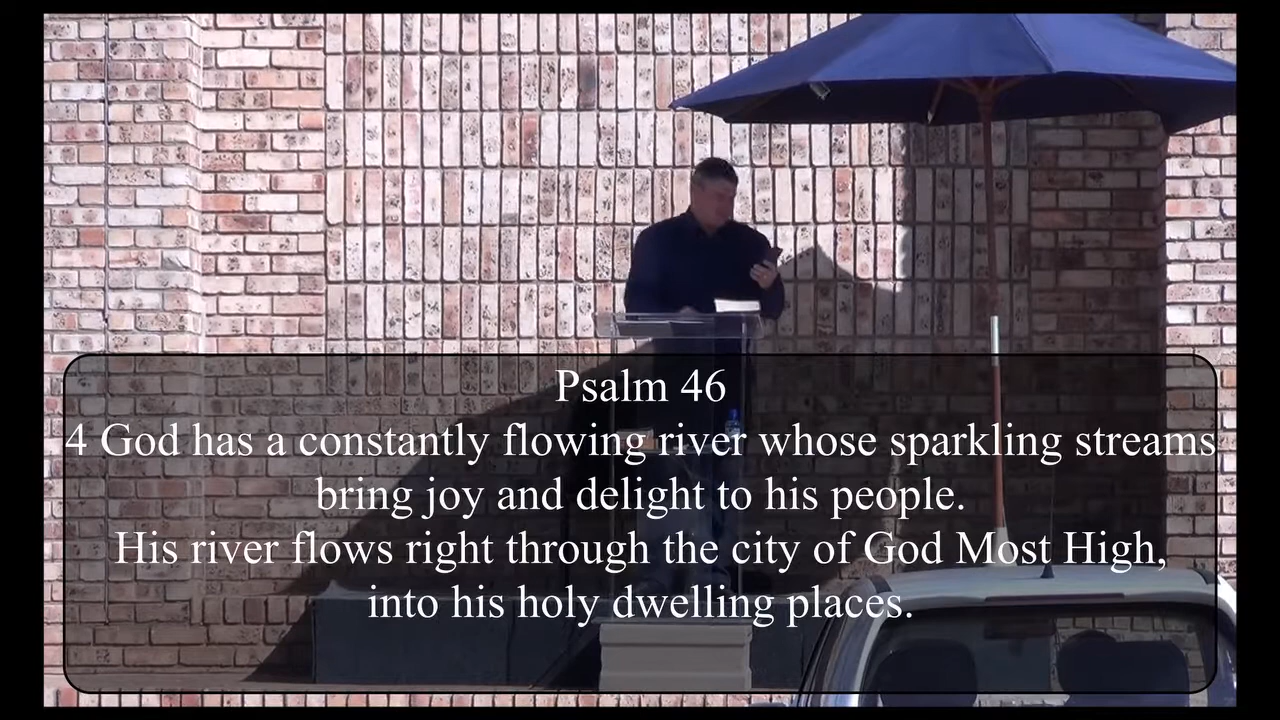 Psalm 46
4 God has a constantly flowing river whose sparkling streams
bring joy and delight to his people.
His river flows right through the city of God Most High,
into his holy dwelling places.